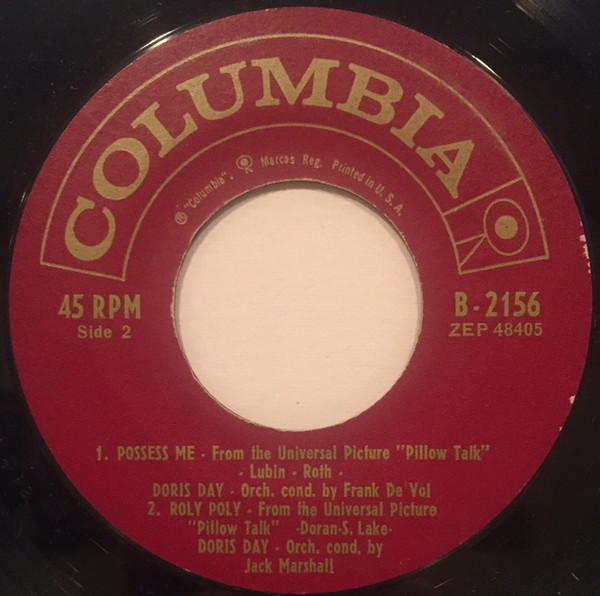 COLUMBIA
® "Columbia". Marcas Reg. Printed in U. S. A.
45 RPM
Side 2
B-2156
ZEP 48405
1. POSSESS ME - From the Universal Picture "Pillow Talk"
- Lubin - Roth -
DORIS DAY - Orch. cond. by Frank De Vol
2. ROLY POLY - From the Universal Picture
"Pillow Talk" -Doran-S. Lake-
DORIS DAY - Orch. cond. by
Jack Marshall